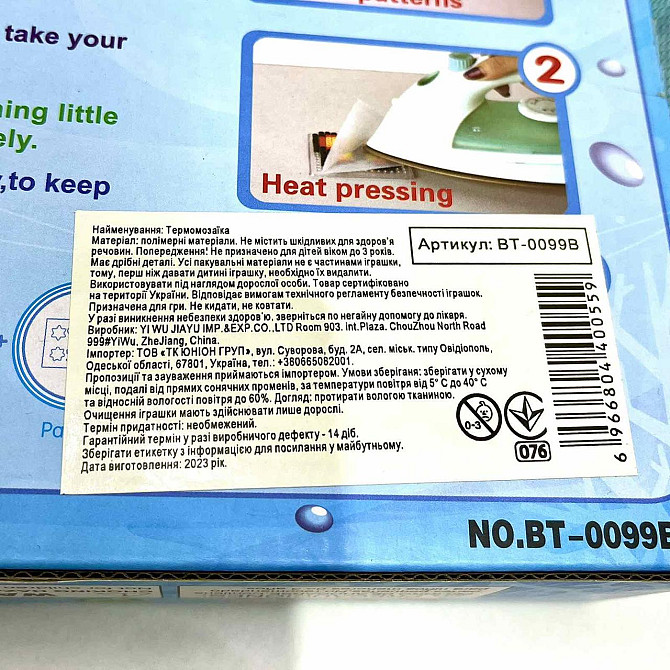 patterns
take your
2
ning little
ely.
,to keep
Heat pressing
Найменування: Термомозаїка
Матеріал: полімерні матеріали. Не містить шкідливих для здоров'я
речовин. Попередження! Не призначено для дітей віком до 3 років.
Має дрібні деталі. Усі пакувальні матеріали не є частинами іграшки,
тому, перш ніж давати дитині іграшку, необхідно їх видалити.
Використовувати під наглядом дорослої особи. Товар сертифіковано
на території України. Відповідає вимогам технічного регламенту безпечності іграшок.
Призначена для гри. Не кидати, не ковтати.
У разі виникнення небезпеки здоров'ю, зверніться по негайну допомогу до лікаря.
Виробник: YI WU JIAYU IMP.&EXP.CO.,LTD Room 903. int.Plaza. ChouZhou North Road
999#YiWu, ZheJiang, China.
Імпортер: ТОВ «ТК ЮНІОН ГРУП», вул. Суворова, буд. 2А, сел. міськ. типу Овідіополь,
Одеської області, 67801, Україна, тел.: +380665082001.
Пропозиції та зауваження приймаються імпортером. Умови зберігання: зберігати у сухому
місці, подалі від прямих сонячних променів, за температури повітря від 5° С до 40° С
та відносній вологості повітря до 60%. Догляд: протирати вологою тканиною.
Очищення іграшки мають здійснювати лише дорослі.
Термін придатності: необмежений.
Гарантійний термін у разі виробничого дефекту - 14 діб.
Зберігати етикетку з інформацією для посилання у майбутньому.
Дата виготовлення: 2023 рік.
Артикул: BT-0099B
0-3
076
6 966804 400559
Pa
NO.BT-0099B